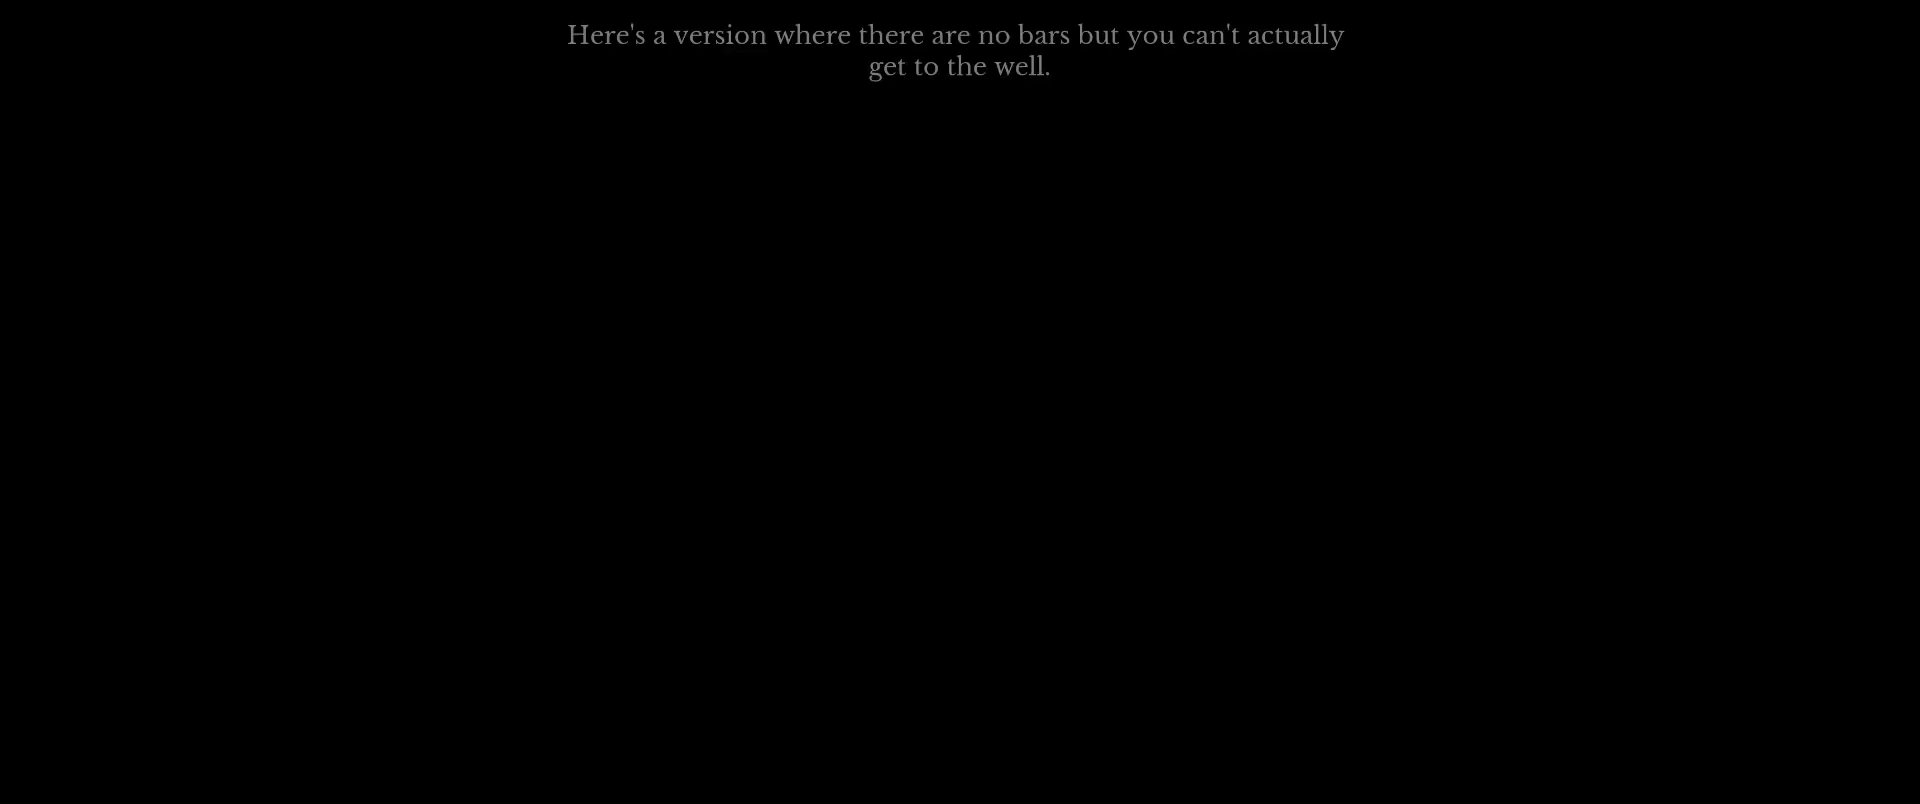 Here's a version where there are no bars but you can't actually
get to the well.